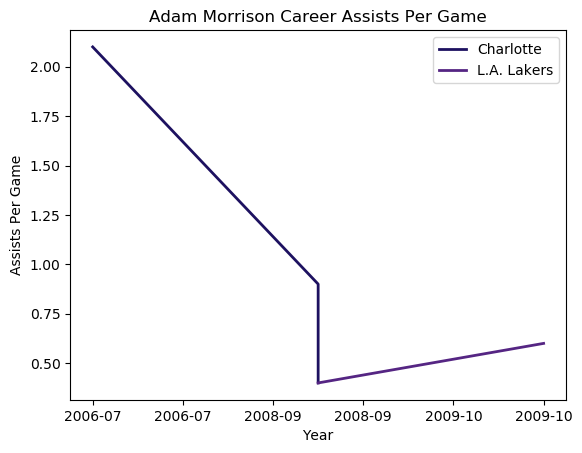 Adam Morrison Career Assists Per Game
Charlotte
L.A. Lakers
2.00
1.75
1.50
1.25
1.00
0.75
0.50
Assists Per Game
2006-07 2006-07 2008-09 2008-09 2009-10 2009-10
Year